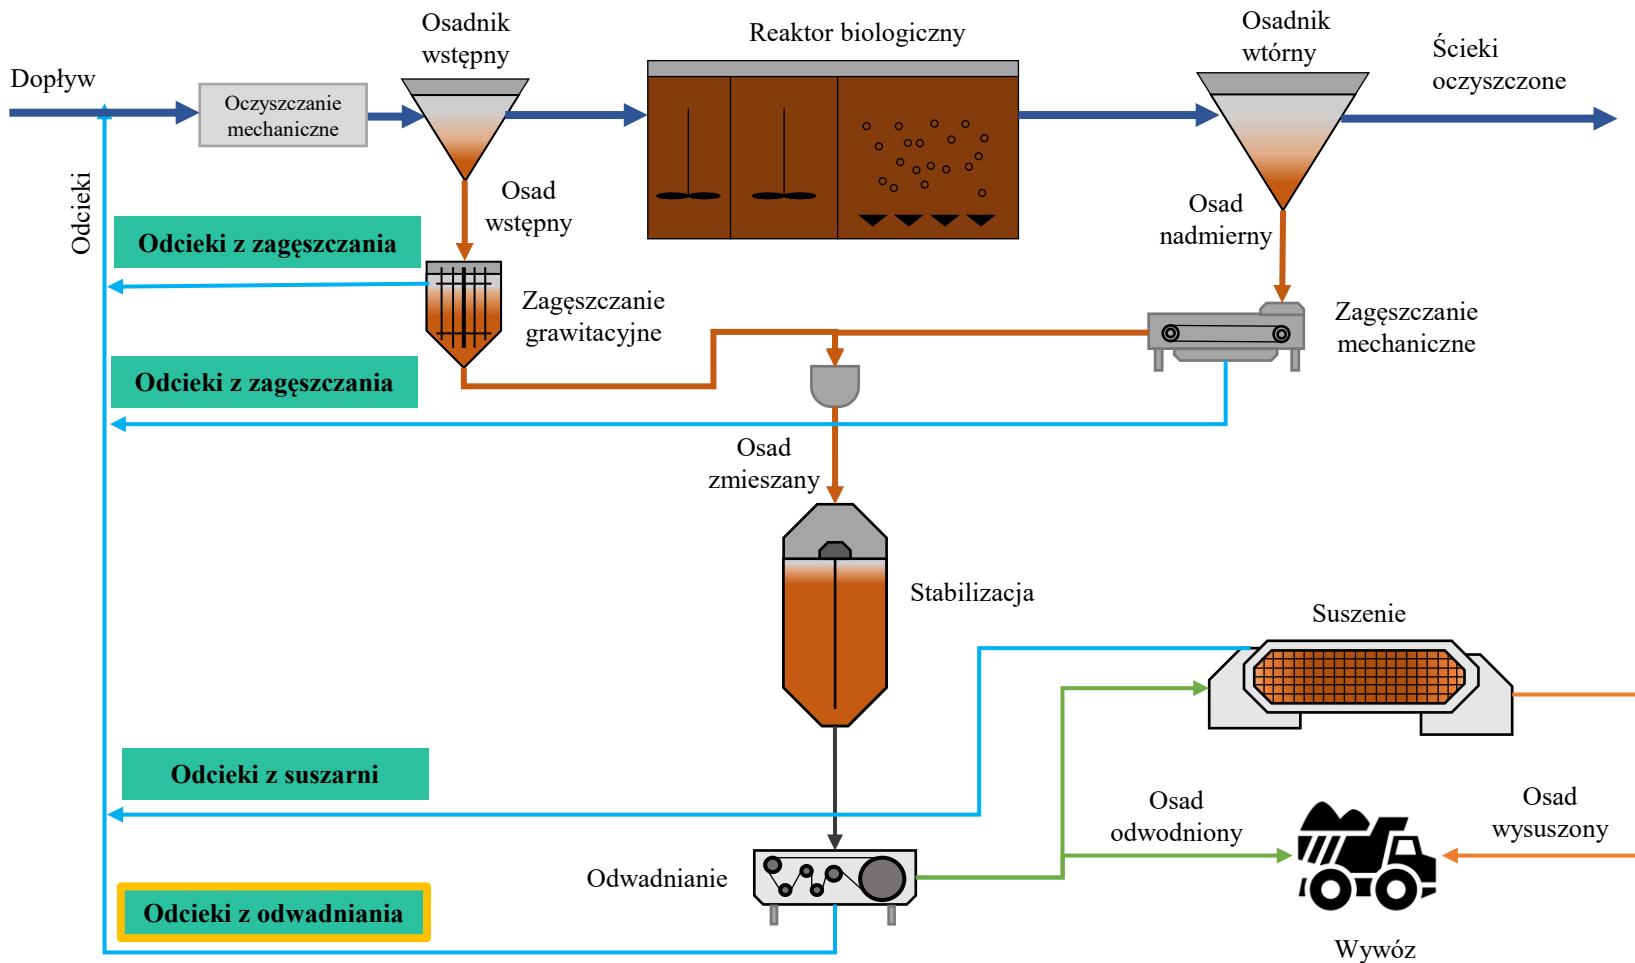 Dopływ
Oczyszczanie
mechaniczne
Osadnik
wstępny
Reaktor biologiczny
Osadnik
wtórny
Ścieki
oczyszczone
Odcieki
Osad
wstępny
Osad
nadmierny
Odcieki z zagęszczania
Zagęszczanie
grawitacyjne
Zagęszczanie
mechaniczne
Odcieki z zagęszczania
Osad
zmieszany
Stabilizacja
Suszenie
Odcieki z suszarni
Osad
odwodniony
Osad
wysuszony
Odwadnianie
Odcieki z odwadniania
Wywóz